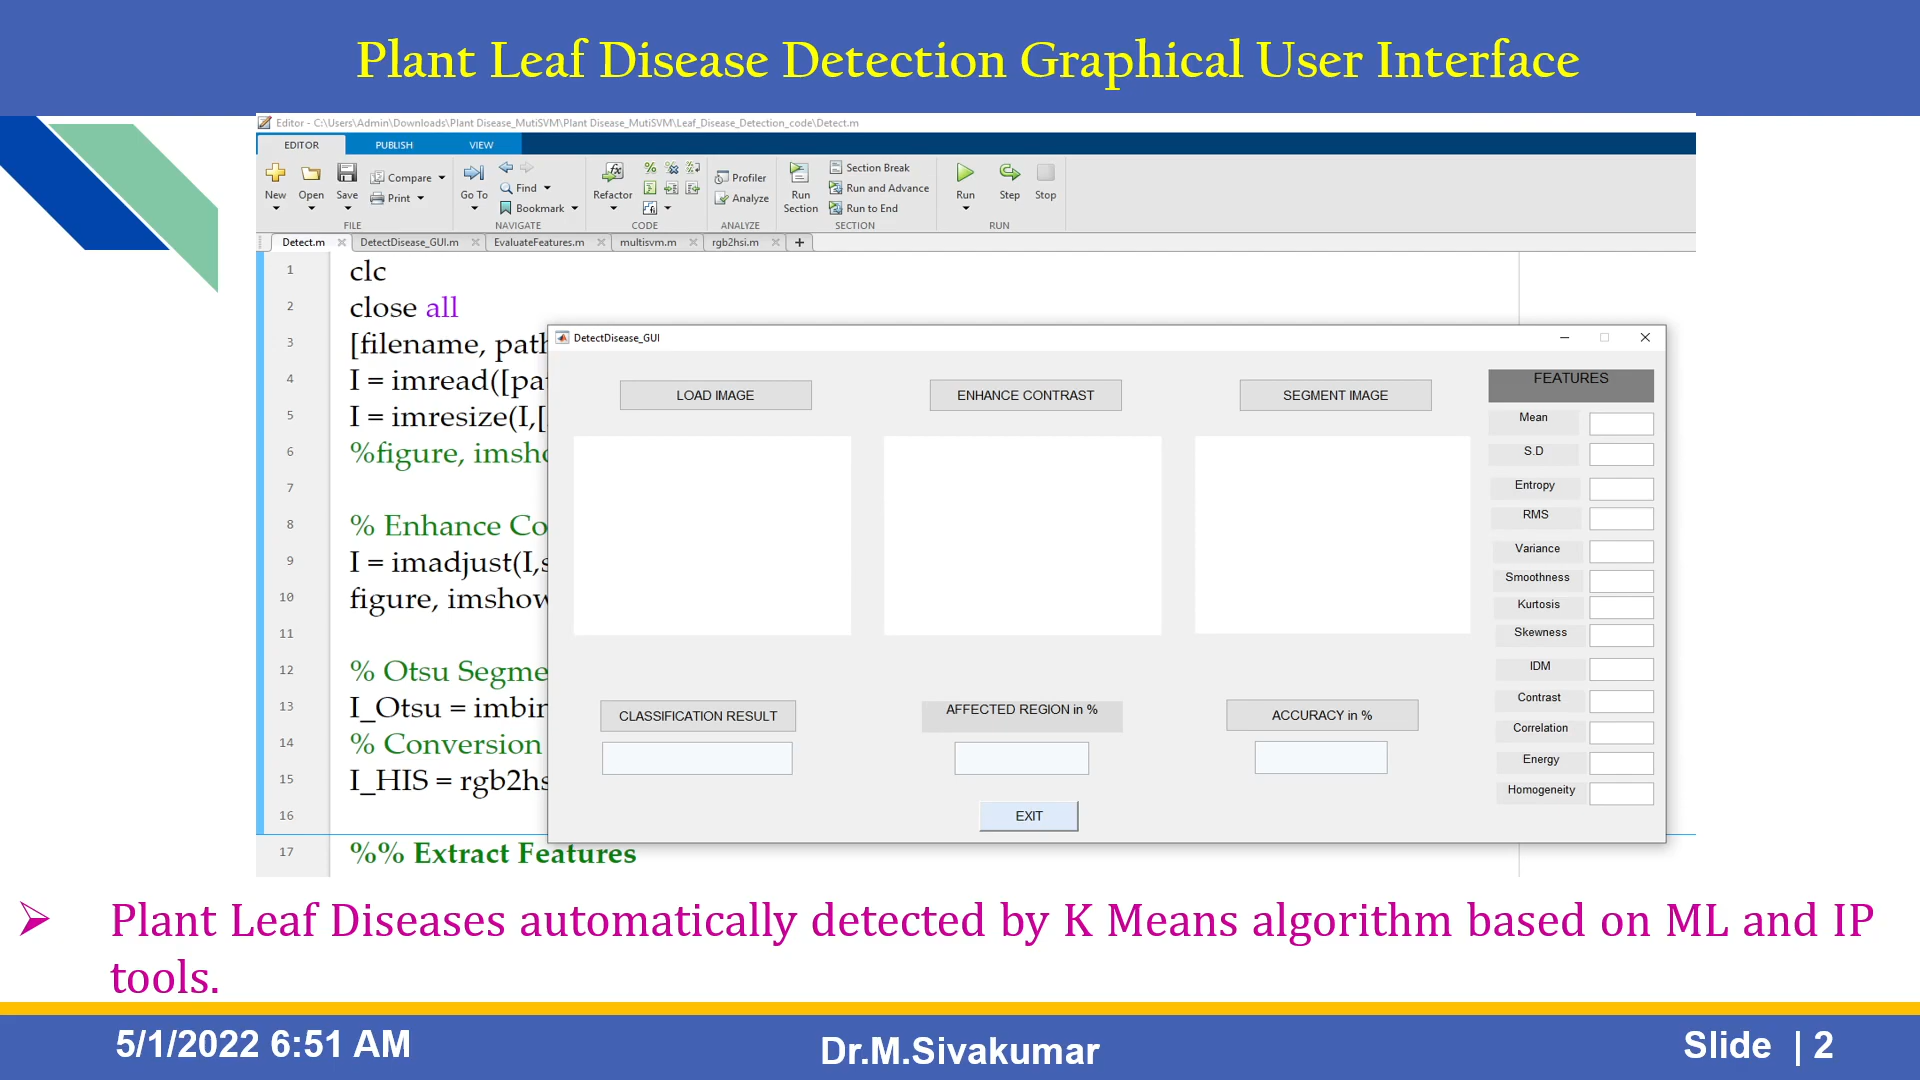 Plant Leaf Disease Detection Graphical User Interface
Editor - C:\Users\Admin\Downloads\Plant Disease_MutiSVM\Plant Disease_MutiSVM\Leaf_Disease_Detection_code\Detect.m
EDITOR PUBLISH VIEW
New Open Save Compare Print Go To Find Bookmark Refactor Profiler Analyze Run Section Section Break Run and Advance Run to End Run Step Stop
FILE NAVIGATE CODE ANALYZE SECTION RUN
Detect.m DetectDisease_GUI.m EvaluateFeatures.m multisvm.m rgb2hsi.m
1 clc
2 close all
3 [filename, path
4 I = imread([pa
5 I = imresize(I,[
6 %figure, imsho
7
8 % Enhance Co
9 I = imadjust(I,s
10 figure, imshow
11
12 % Otsu Segme
13 I_Otsu = imbin
14 % Conversion
15 I_HIS = rgb2hs
16
17 %% Extract Features
DetectDisease_GUI
LOAD IMAGE ENHANCE CONTRAST SEGMENT IMAGE
FEATURES
Mean
S.D
Entropy
RMS
Variance
Smoothness
Kurtosis
Skewness
IDM
Contrast
Correlation
Energy
Homogeneity
CLASSIFICATION RESULT AFFECTED REGION in % ACCURACY in %
EXIT
Plant Leaf Diseases automatically detected by K Means algorithm based on ML and IP
tools.
5/1/2022 6:51 AM
Dr.M.Sivakumar
Slide | 2